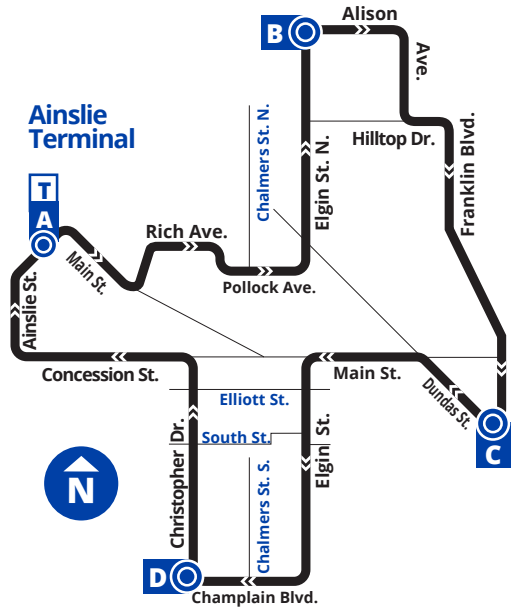 B
Alison
Ave.
Ainslie
Terminal
Chalmers St. N.
Elgin St. N.
Hilltop Dr.
Franklin Blvd.
T
A
Rich Ave.
Main St.
Pollock Ave.
Ainslie St.
Concession St.
Main St.
Dundas St.
Elliott St.
C
South St.
Christopher Dr.
Elgin St.
Chalmers St. S.
N
D
Champlain Blvd.